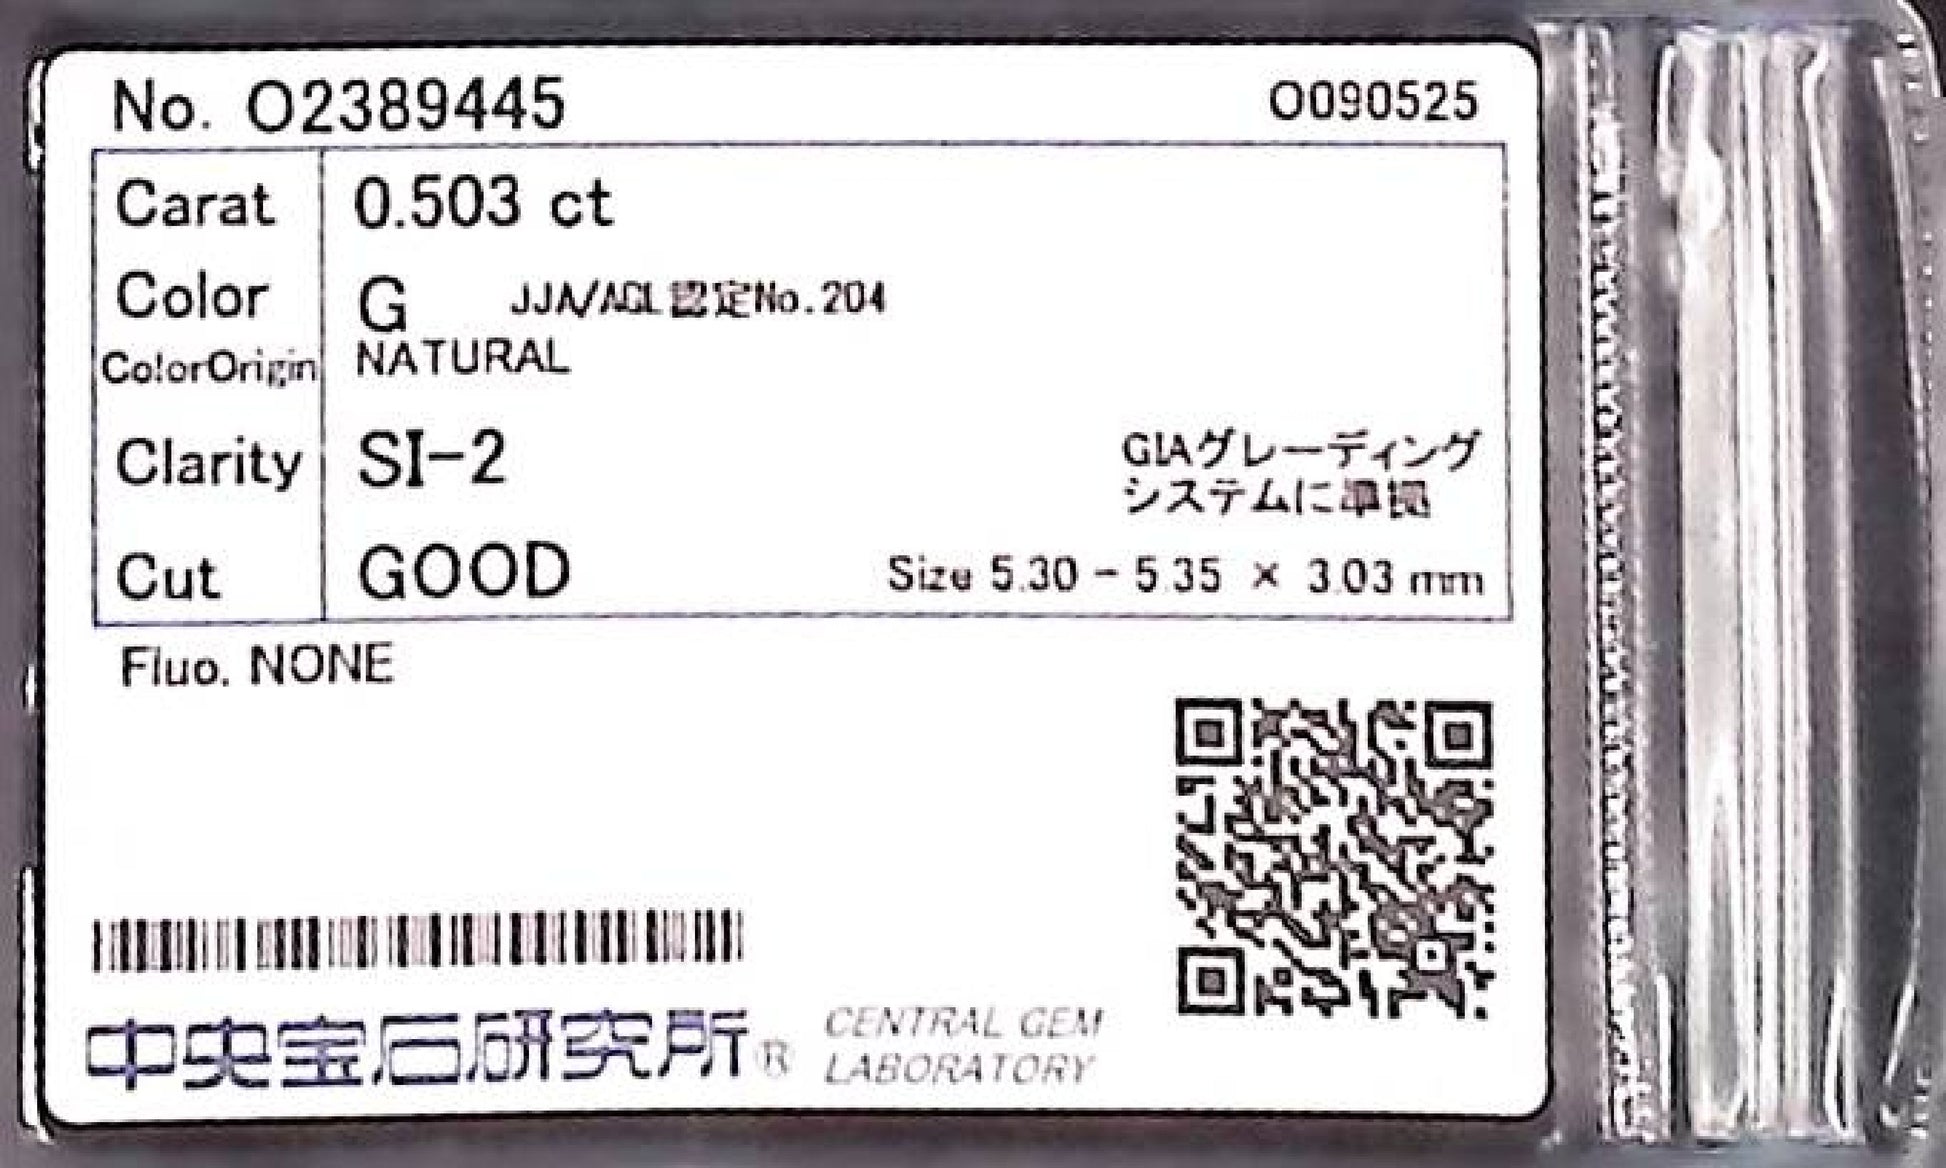 No. O2389445 O090525
Carat 0.503 ct
Color G JJA/AGL認定No.204
ColorOrigin NATURAL
Clarity SI-2
GIAグレーディング
システムに準拠
Cut GOOD Size 5.30 - 5.35 × 3.03 mm
Fluo. NONE
中央宝石研究所® CENTRAL GEM
LABORATORY